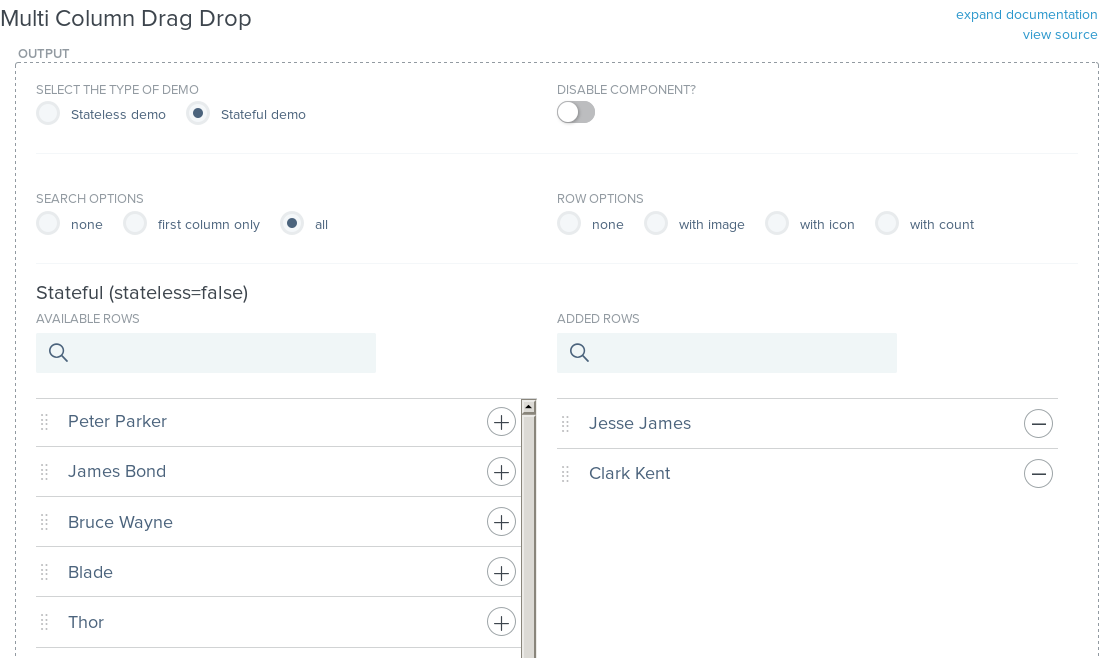 Multi Column Drag Drop
expand documentation
view source
OUTPUT
SELECT THE TYPE OF DEMO
Stateless demo
Stateful demo
DISABLE COMPONENT?
SEARCH OPTIONS
none
first column only
all
ROW OPTIONS
none
with image
with icon
with count
Stateful (stateless=false)
AVAILABLE ROWS
Peter Parker
James Bond
Bruce Wayne
Blade
Thor
ADDED ROWS
Jesse James
Clark Kent